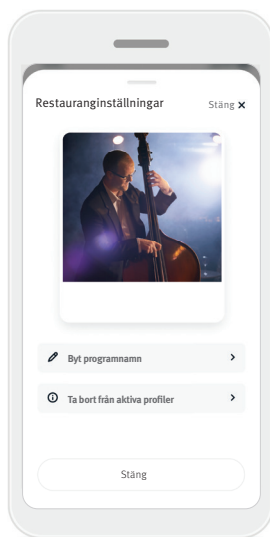 Restauranginställningar
Stäng ×
Byt programnamn
Ta bort från aktiva profiler
Stäng